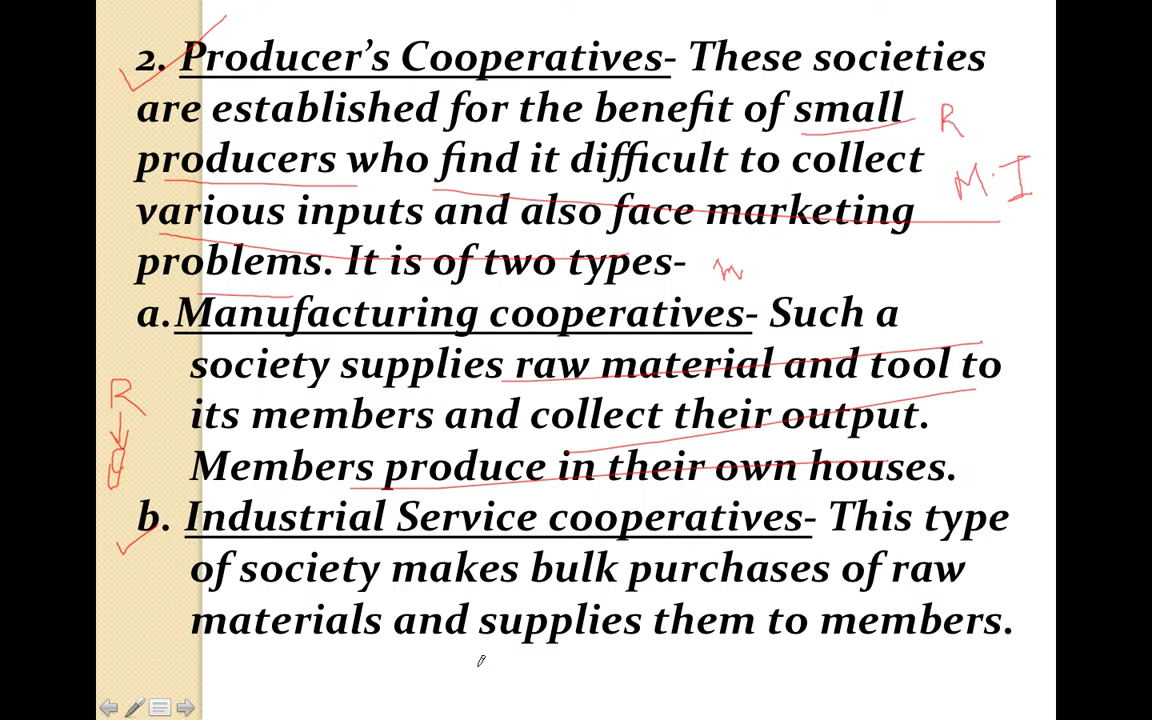 2. Producer's Cooperatives- These societies
are established for the benefit of small
R
producers who find it difficult to collect
M.I
various inputs and also face marketing
problems. It is of two types-
m
a.Manufacturing cooperatives- Such a
society supplies raw material and tool to
R
its members and collect their output.
Members produce in their own houses.
b. Industrial Service cooperatives- This type
of society makes bulk purchases of raw
materials and supplies them to members.